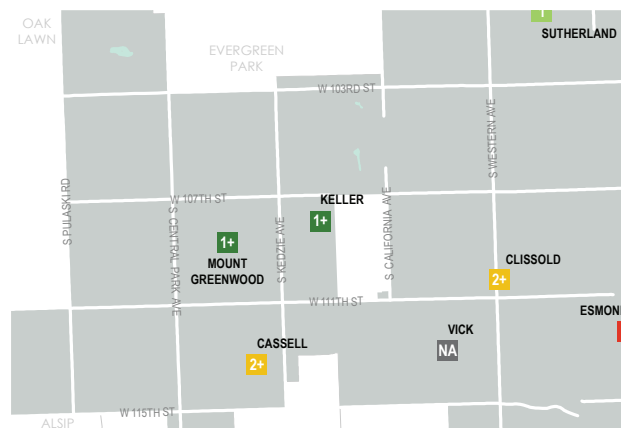 OAK
LAWN
EVERGREEN
PARK
1
SUTHERLAND
W 103RD ST
S WESTERN AVE
S PULASKI RD
W 107TH ST
S CENTRAL PARK AVE
S KEDZIE AVE
S CALIFORNIA AVE
KELLER
1+
1+
MOUNT
GREENWOOD
CLISSOLD
2+
W 111TH ST
VICK
NA
CASSELL
2+
W 115TH ST
ALSIP